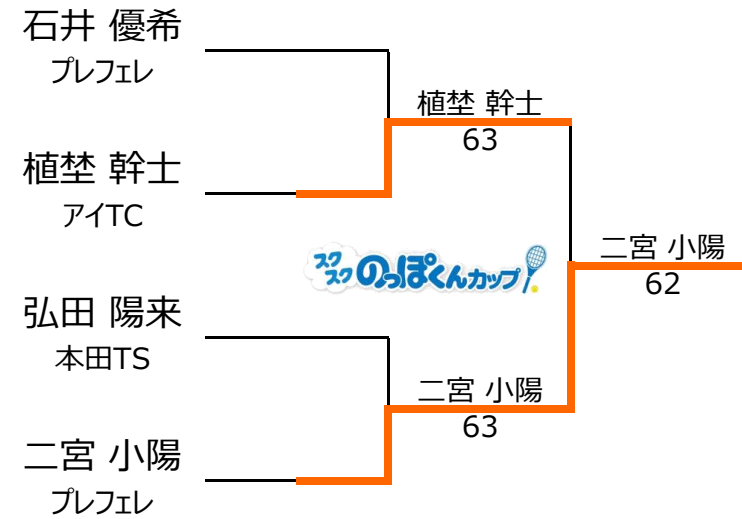 石井 優希
プレフェレ
植埜 幹士
63
植埜 幹士
アイTC
スクスク のっぽくんカップ
二宮 小陽
62
弘田 陽来
本田TS
二宮 小陽
63
二宮 小陽
プレフェレ